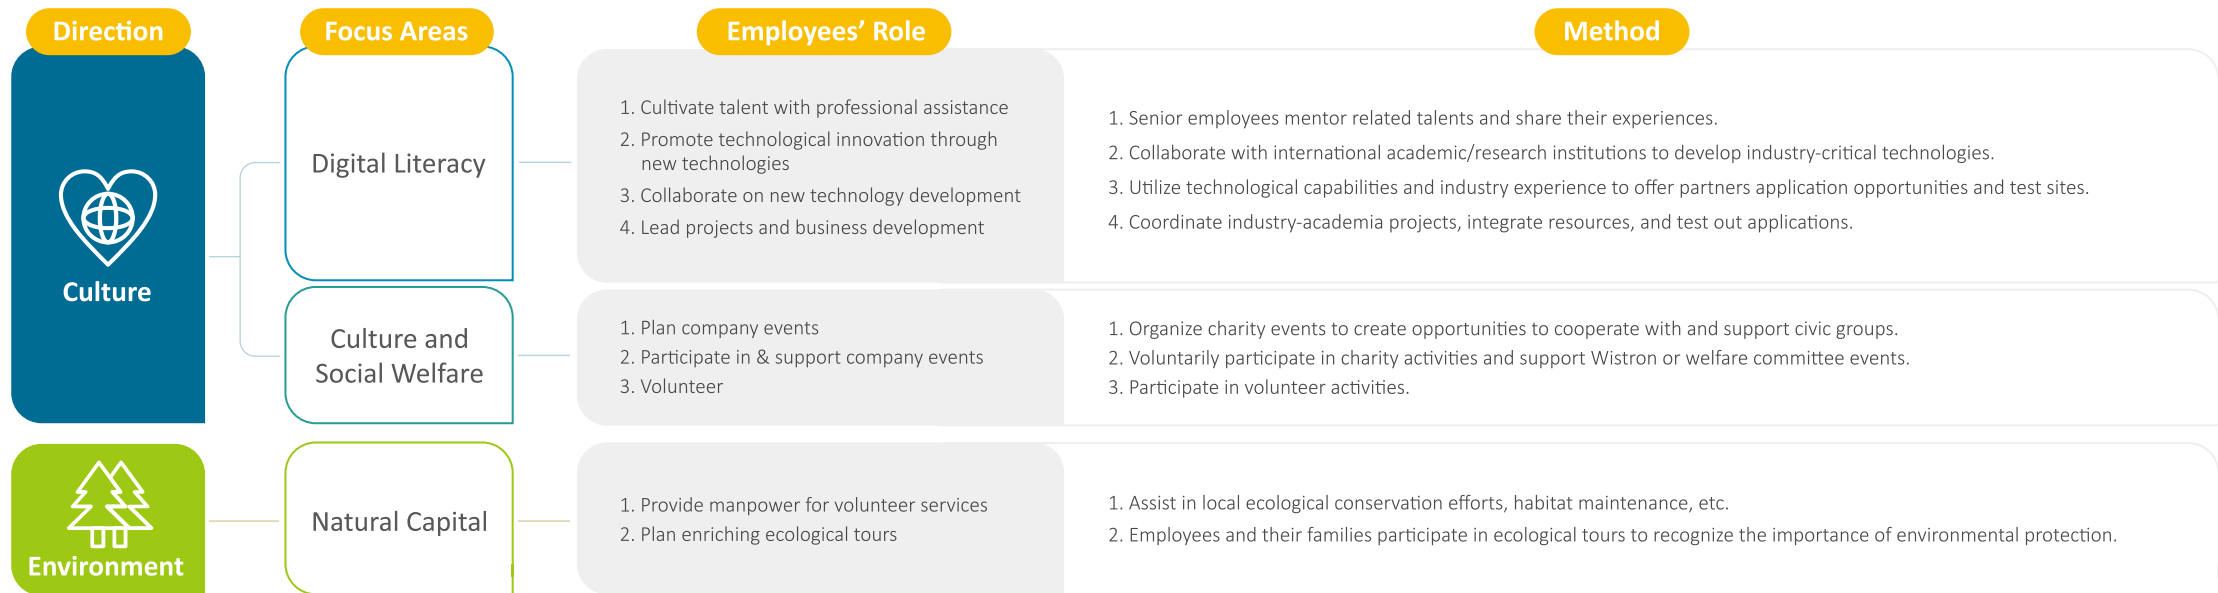 Direction
Focus Areas
Employees’ Role
Method
Culture
Digital Literacy
1. Cultivate talent with professional assistance
2. Promote technological innovation through
new technologies
3. Collaborate on new technology development
4. Lead projects and business development
1. Senior employees mentor related talents and share their experiences.
2. Collaborate with international academic/research institutions to develop industry-critical technologies.
3. Utilize technological capabilities and industry experience to offer partners application opportunities and test sites.
4. Coordinate industry-academia projects, integrate resources, and test out applications.
Culture and
Social Welfare
1. Plan company events
2. Participate in & support company events
3. Volunteer
1. Organize charity events to create opportunities to cooperate with and support civic groups.
2. Voluntarily participate in charity activities and support Wistron or welfare committee events.
3. Participate in volunteer activities.
Environment
Natural Capital
1. Provide manpower for volunteer services
2. Plan enriching ecological tours
1. Assist in local ecological conservation efforts, habitat maintenance, etc.
2. Employees and their families participate in ecological tours to recognize the importance of environmental protection.